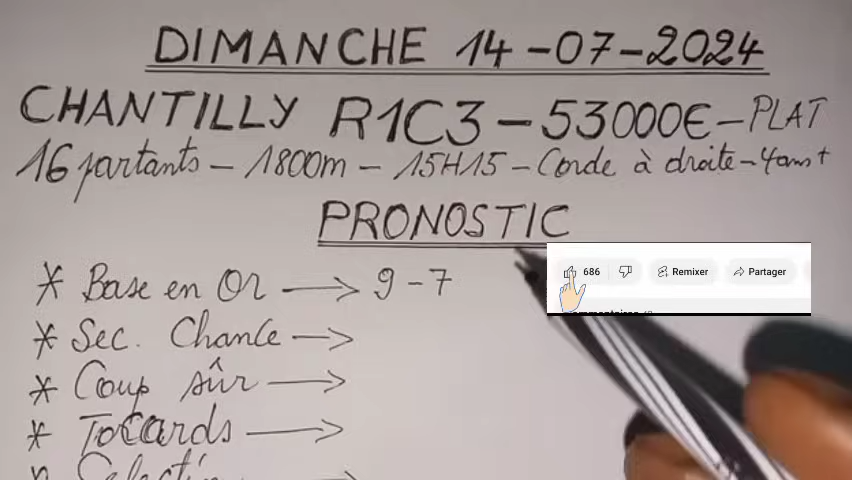 DIMANCHE 14-07-2024
CHANTILLY R1C3-53000€-PLAT
16 partants-1800m-15H15-Corde à droite-4ans+
PRONOSTIC
686 Remixer Partager
* Base en Or → 9-7
* Sec. Chance →
* Coup sûr →
* Tocards →